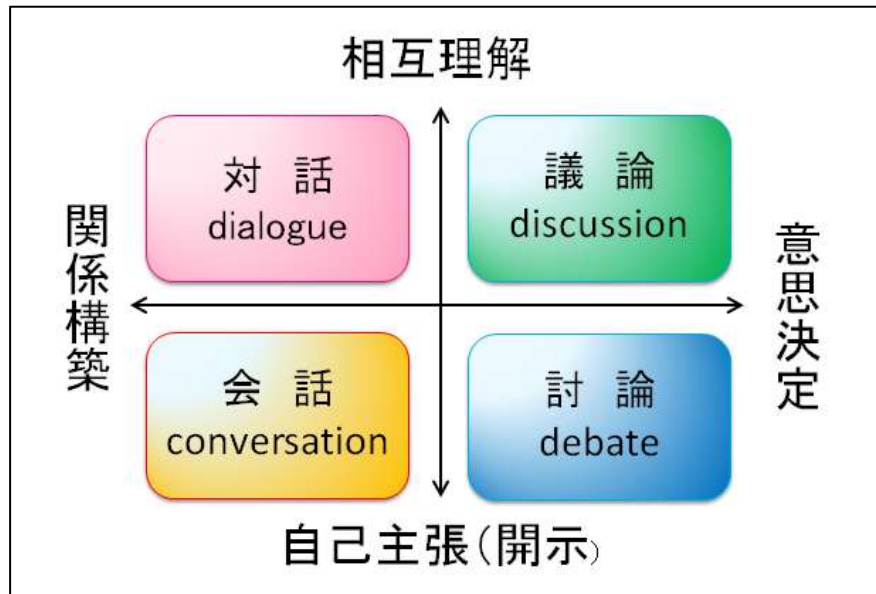 相互理解
対 話
dialogue
議 論
discussion
関係構築
意思決定
会 話
conversation
討 論
debate
自己主張(開示)